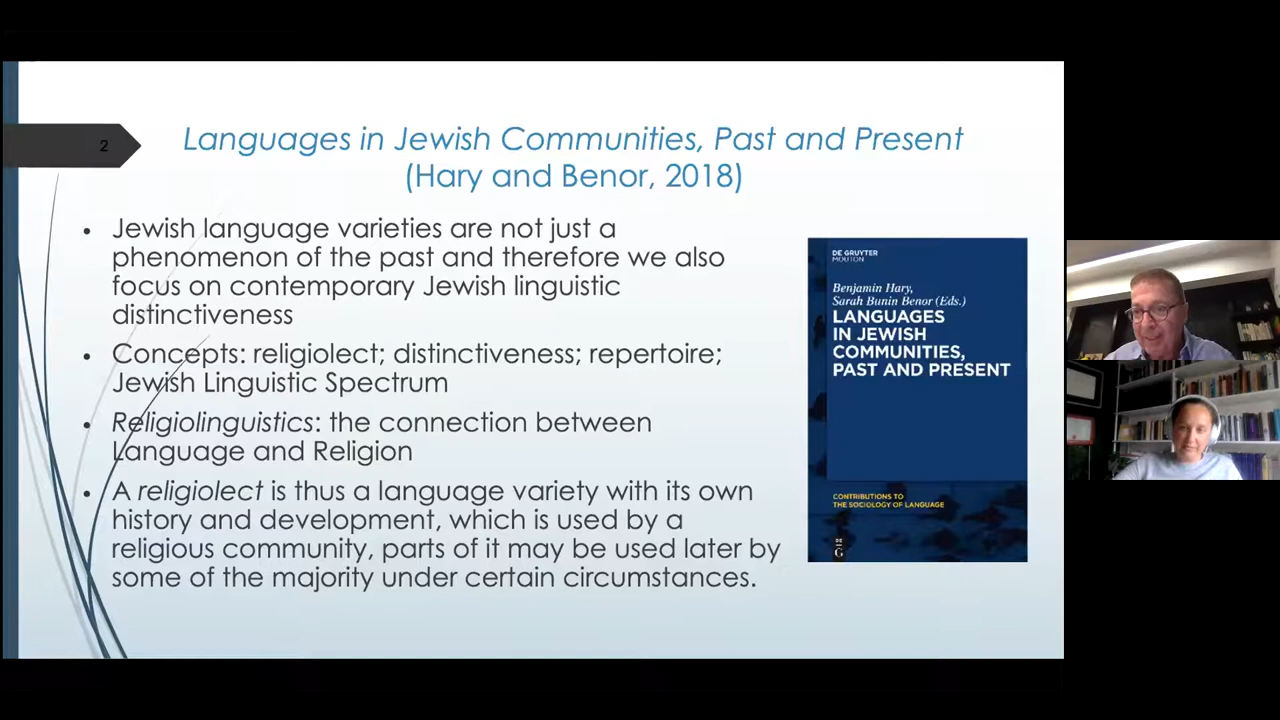 2
Languages in Jewish Communities, Past and Present
(Hary and Benor, 2018)
• Jewish language varieties are not just a
phenomenon of the past and therefore we also
focus on contemporary Jewish linguistic
distinctiveness
• Concepts: religiolect; distinctiveness; repertoire;
Jewish Linguistic Spectrum
• Religiolinguistics: the connection between
Language and Religion
• A religiolect is thus a language variety with its own
history and development, which is used by a
religious community, parts of it may be used later by
some of the majority under certain circumstances.
DE GRUYTER
MOUTON
Benjamin Hary,
Sarah Bunin Benor (Eds.)
LANGUAGES
IN JEWISH
COMMUNITIES,
PAST AND PRESENT
CONTRIBUTIONS TO
THE SOCIOLOGY OF LANGUAGE
DE
G